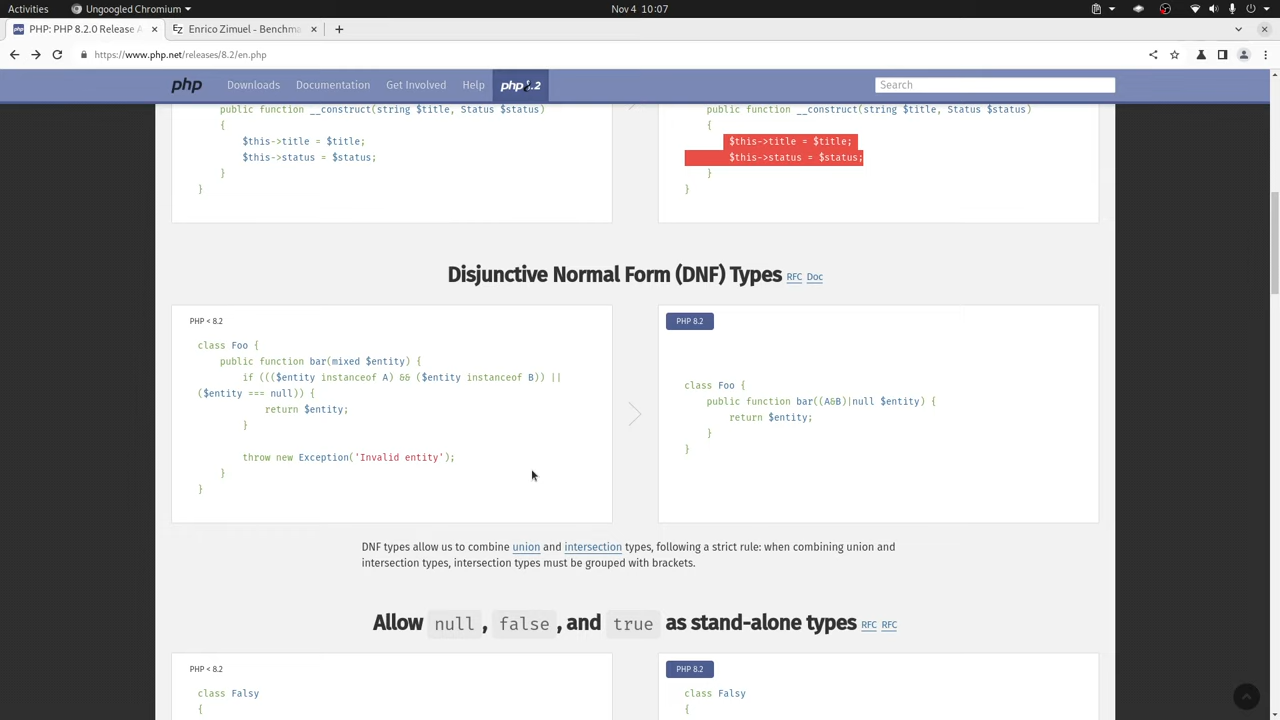 Activities
Ungoogled Chromium
Nov 4 10:07
PHP: PHP 8.2.0 Release A
Enrico Zimuel - Benchma
https://www.php.net/releases/8.2/en.php
php
Downloads
Documentation
Get Involved
Help
php8.2
Search
public function __construct(string $title, Status $status)
{
$this->title = $title;
$this->status = $status;
}
}
public function __construct(string $title, Status $status)
{
$this->title = $title;
$this->status = $status;
}
}
Disjunctive Normal Form (DNF) Types RFC Doc
PHP < 8.2
class Foo {
public function bar(mixed $entity) {
if ((($entity instanceof A) && ($entity instanceof B)) ||
($entity === null)) {
return $entity;
}
throw new Exception('Invalid entity');
}
}
PHP 8.2
class Foo {
public function bar((A&B)|null $entity) {
return $entity;
}
}
DNF types allow us to combine union and intersection types, following a strict rule: when combining union and
intersection types, intersection types must be grouped with brackets.
Allow null, false, and true as stand-alone types RFC RFC
PHP < 8.2
class Falsy
{
PHP 8.2
class Falsy
{